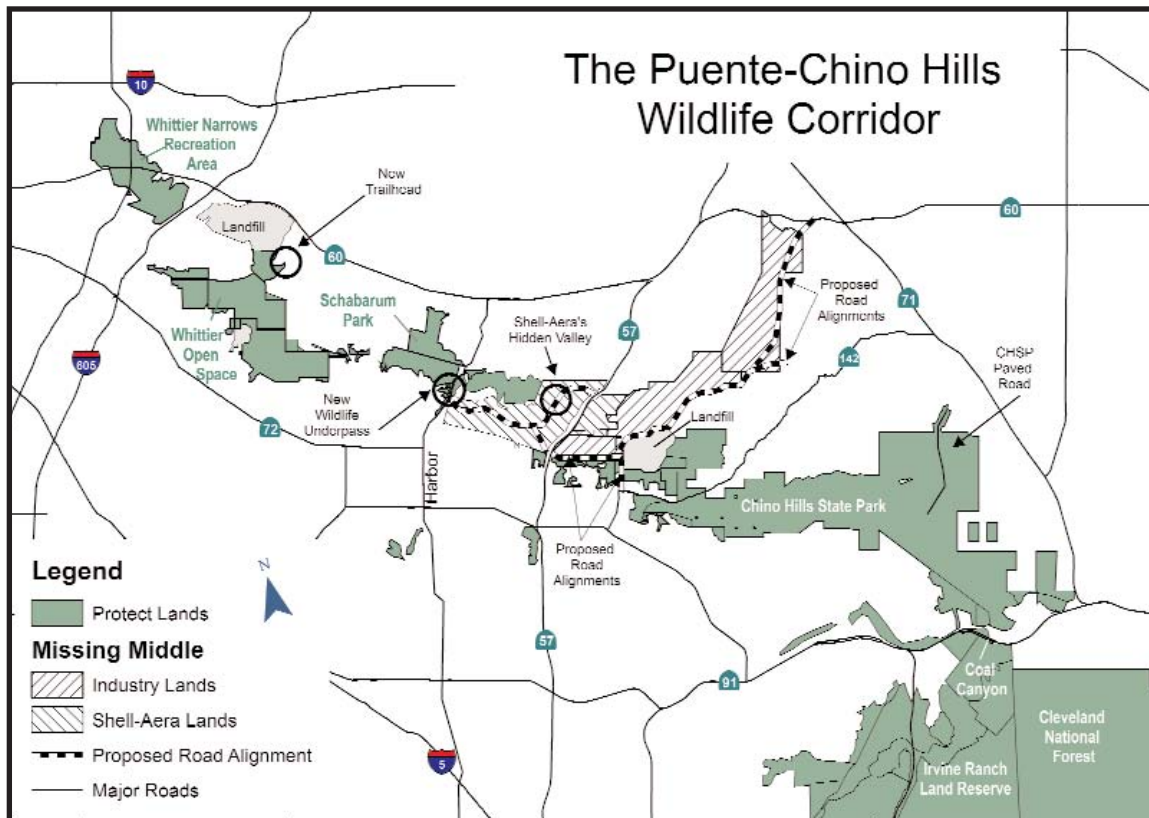 The Puente-Chino Hills
Wildlife Corridor
10
Whittier Narrows
Recreation
Area
Now
Trailhoad
Landfill
60
60
Schabarum
Park
Shell-Aera's
Hidden Valley
57
Proposed
Road
Alignments
71
142
CHSP
Paved
Road
Whittier
Open
Space
605
New
Wildlife
Undorpass
72
Landfill
Harbor
Chino Hills State Park
Proposed
Road
Alignments
Legend
N
Protect Lands
Missing Middle
Industry Lands
Shell-Aera Lands
Proposed Road Alignment
Major Roads
57
91
5
Coal
Canyon
Cleveland
National
Forest
Irvine Ranch
Land Reserve